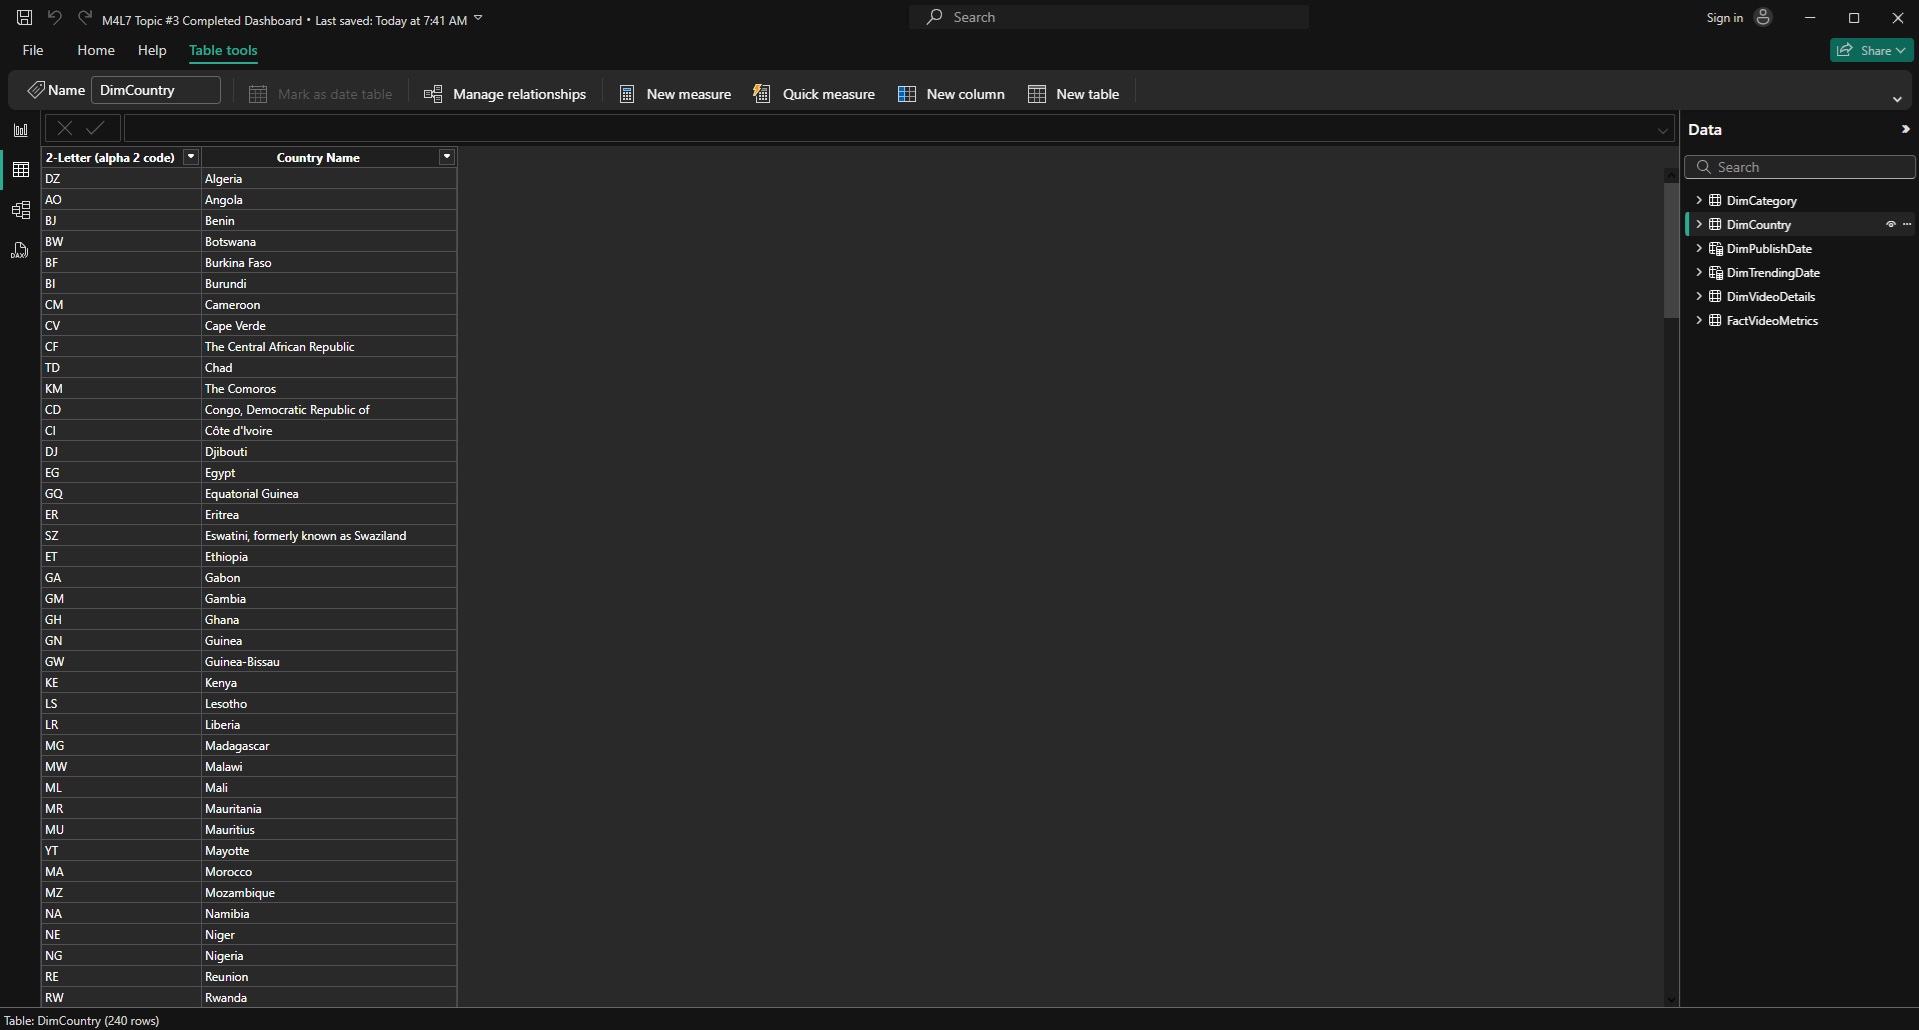 M4L7 Topic #3 Completed Dashboard • Last saved: Today at 7:41 AM
Search
Sign in
File Home Help Table tools
Share
Name DimCountry
Mark as date table
Manage relationships
New measure
Quick measure
New column
New table
2-Letter (alpha 2 code) Country Name
DZ Algeria
AO Angola
BJ Benin
BW Botswana
BF Burkina Faso
BI Burundi
CM Cameroon
CV Cape Verde
CF The Central African Republic
TD Chad
KM The Comoros
CD Congo, Democratic Republic of
CI Côte d'Ivoire
DJ Djibouti
EG Egypt
GQ Equatorial Guinea
ER Eritrea
SZ Eswatini, formerly known as Swaziland
ET Ethiopia
GA Gabon
GM Gambia
GH Ghana
GN Guinea
GW Guinea-Bissau
KE Kenya
LS Lesotho
LR Liberia
MG Madagascar
MW Malawi
ML Mali
MR Mauritania
MU Mauritius
YT Mayotte
MA Morocco
MZ Mozambique
NA Namibia
NE Niger
NG Nigeria
RE Reunion
RW Rwanda
DAX
Data
Search
DimCategory
DimCountry
DimPublishDate
DimTrendingDate
DimVideoDetails
FactVideoMetrics
Table: DimCountry (240 rows)